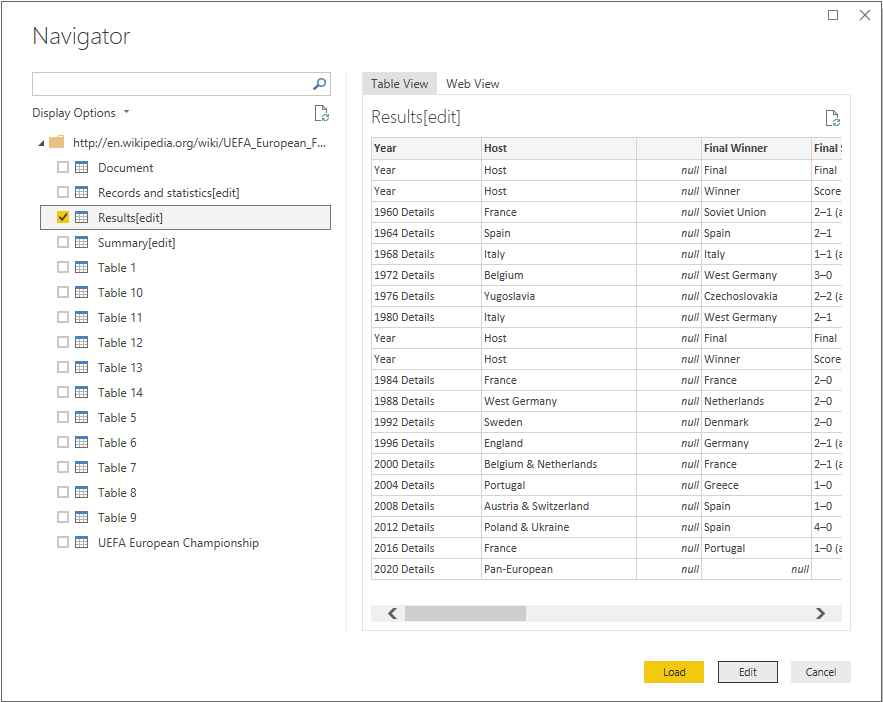 Navigator
Display Options
http://en.wikipedia.org/wiki/UEFA_European_F...
Document
Records and statistics[edit]
Results[edit]
Summary[edit]
Table 1
Table 10
Table 11
Table 12
Table 13
Table 14
Table 5
Table 6
Table 7
Table 8
Table 9
UEFA European Championship
Table View Web View
Results[edit]
Year Host Final Winner Final S
Year Host null Final Final
Year Host null Winner Score
1960 Details France null Soviet Union 2–1 (a
1964 Details Spain null Spain 2–1
1968 Details Italy null Italy 1–1 (a
1972 Details Belgium null West Germany 3–0
1976 Details Yugoslavia null Czechoslovakia 2–2 (a
1980 Details Italy null West Germany 2–1
Year Host null Final Final
Year Host null Winner Score
1984 Details France null France 2–0
1988 Details West Germany null Netherlands 2–0
1992 Details Sweden null Denmark 2–0
1996 Details England null Germany 2–1 (a
2000 Details Belgium & Netherlands null France 2–1 (a
2004 Details Portugal null Greece 1–0
2008 Details Austria & Switzerland null Spain 1–0
2012 Details Poland & Ukraine null Spain 4–0
2016 Details France null Portugal 1–0 (a
2020 Details Pan-European null null
Load Edit Cancel